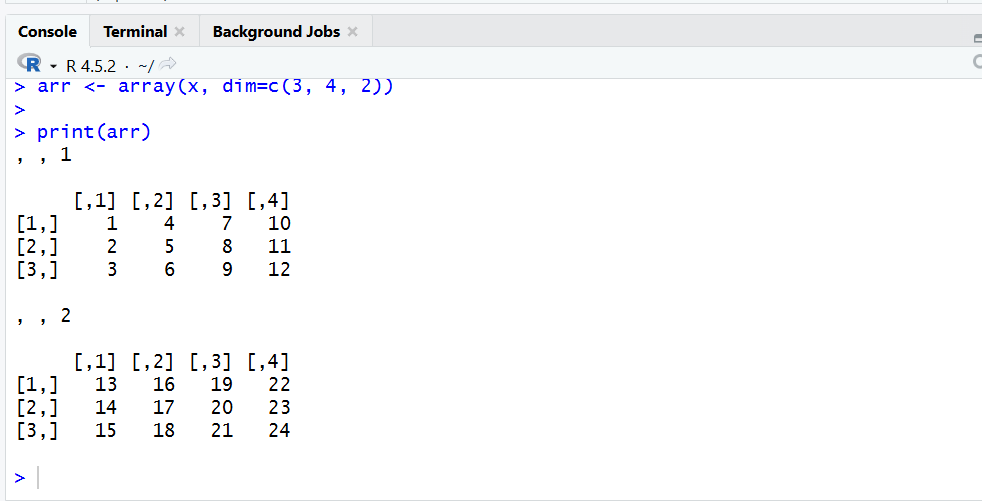 Console Terminal Background Jobs
R R 4.5.2 · ~/
> arr <- array(x, dim=c(3, 4, 2))
>
> print(arr)
, , 1
     [,1] [,2] [,3] [,4]
[1,]    1    4    7   10
[2,]    2    5    8   11
[3,]    3    6    9   12
, , 2
     [,1] [,2] [,3] [,4]
[1,]   13   16   19   22
[2,]   14   17   20   23
[3,]   15   18   21   24
>